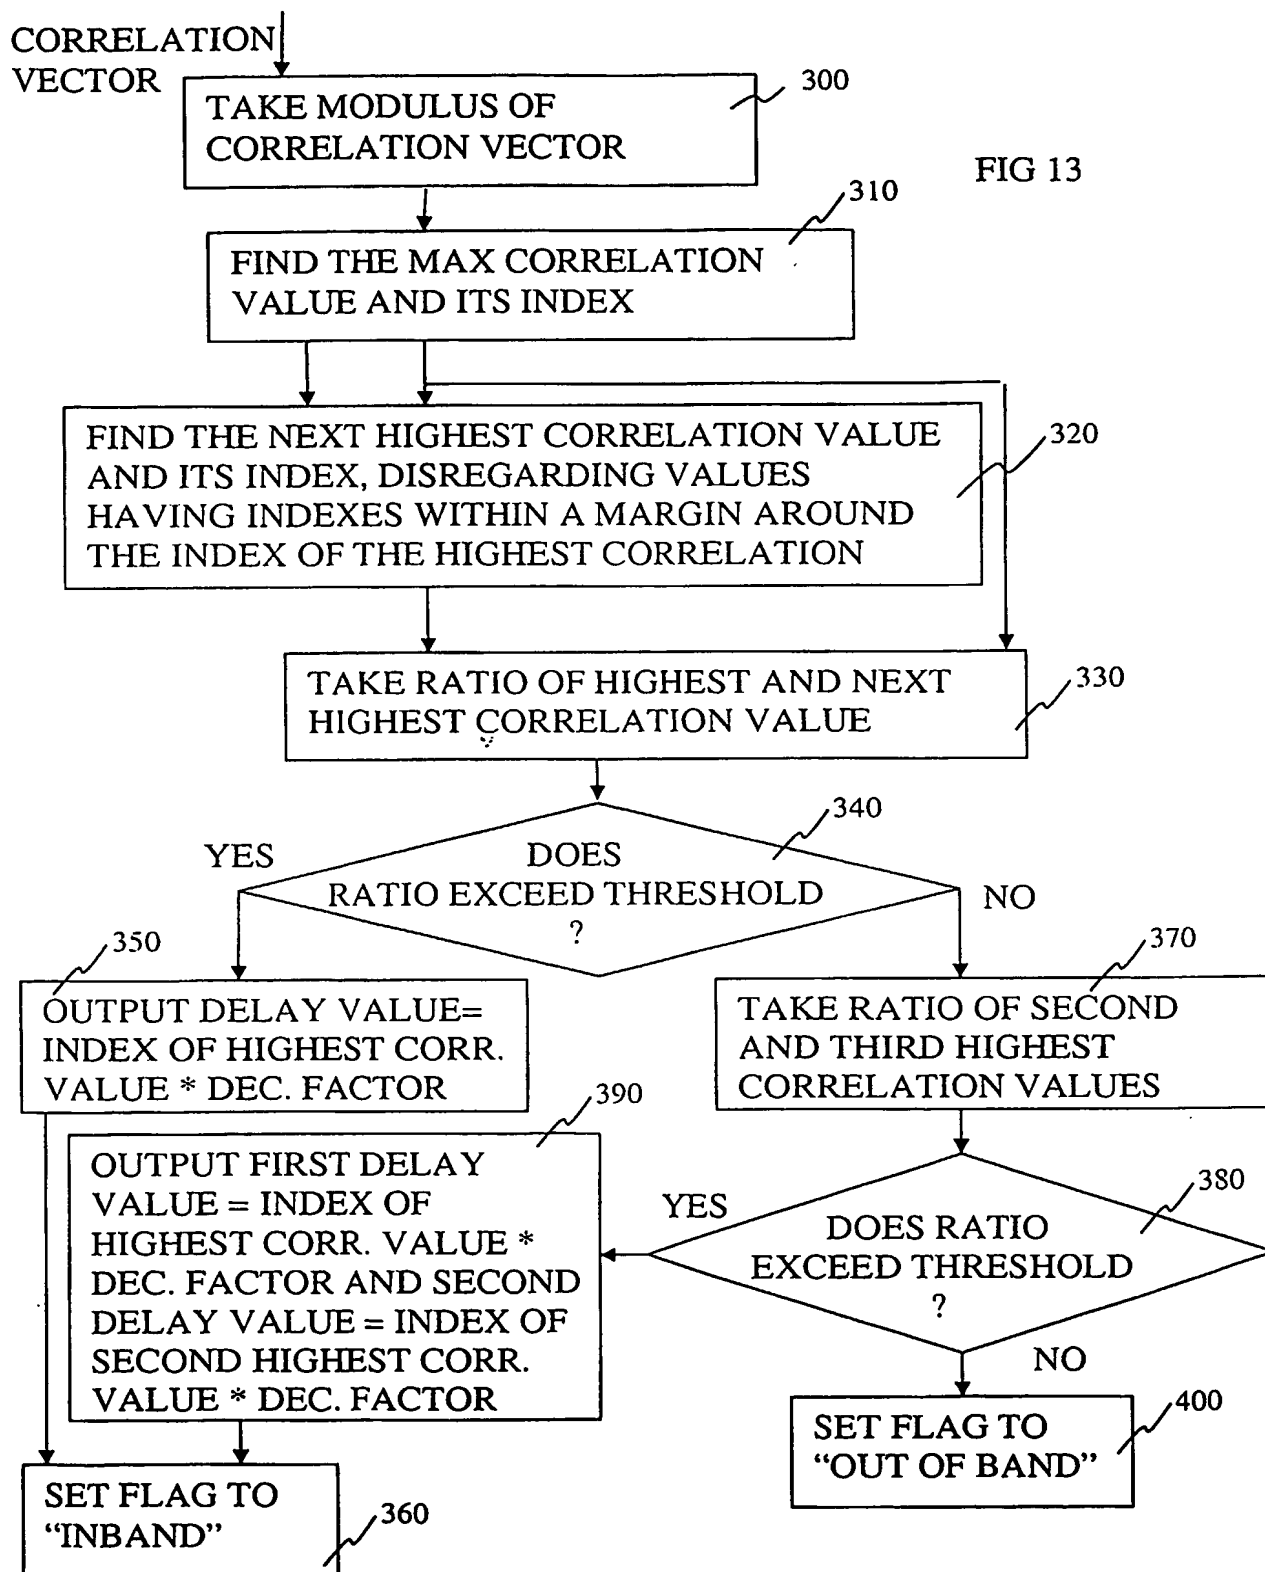 CORRELATION
VECTOR
TAKE MODULUS OF
CORRELATION VECTOR
300
FIG 13
310
FIND THE MAX CORRELATION
VALUE AND ITS INDEX
FIND THE NEXT HIGHEST CORRELATION VALUE
AND ITS INDEX, DISREGARDING VALUES
HAVING INDEXES WITHIN A MARGIN AROUND
THE INDEX OF THE HIGHEST CORRELATION
320
TAKE RATIO OF HIGHEST AND NEXT
HIGHEST CORRELATION VALUE
330
340
YES
DOES
RATIO EXCEED THRESHOLD
?
NO
350
OUTPUT DELAY VALUE=
INDEX OF HIGHEST CORR.
VALUE * DEC. FACTOR
370
TAKE RATIO OF SECOND
AND THIRD HIGHEST
CORRELATION VALUES
390
OUTPUT FIRST DELAY
VALUE = INDEX OF
HIGHEST CORR. VALUE *
DEC. FACTOR AND SECOND
DELAY VALUE = INDEX OF
SECOND HIGHEST CORR.
VALUE * DEC. FACTOR
YES
380
DOES RATIO
EXCEED THRESHOLD
?
NO
SET FLAG TO
“OUT OF BAND”
400
SET FLAG TO
“INBAND”
360